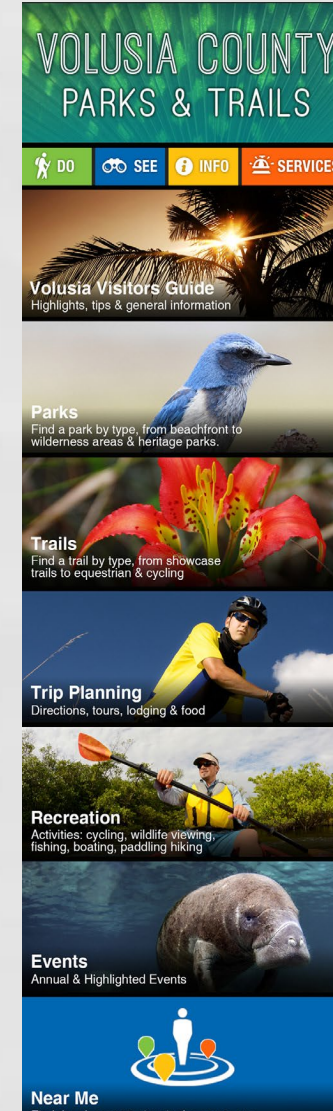 VOLUSIA COUNTY
PARKS & TRAILS
DO SEE INFO SERVICES
Volusia Visitors Guide
Highlights, tips & general information
Parks
Find a park by type, from beachfront to
wilderness areas & heritage parks.
Trails
Find a trail by type, from showcase
trails to equestrian & cycling
Trip Planning
Directions, tours, lodging & food
Recreation
Activities: cycling, wildlife viewing,
fishing, boating, paddling hiking
Events
Annual & Highlighted Events
Near Me